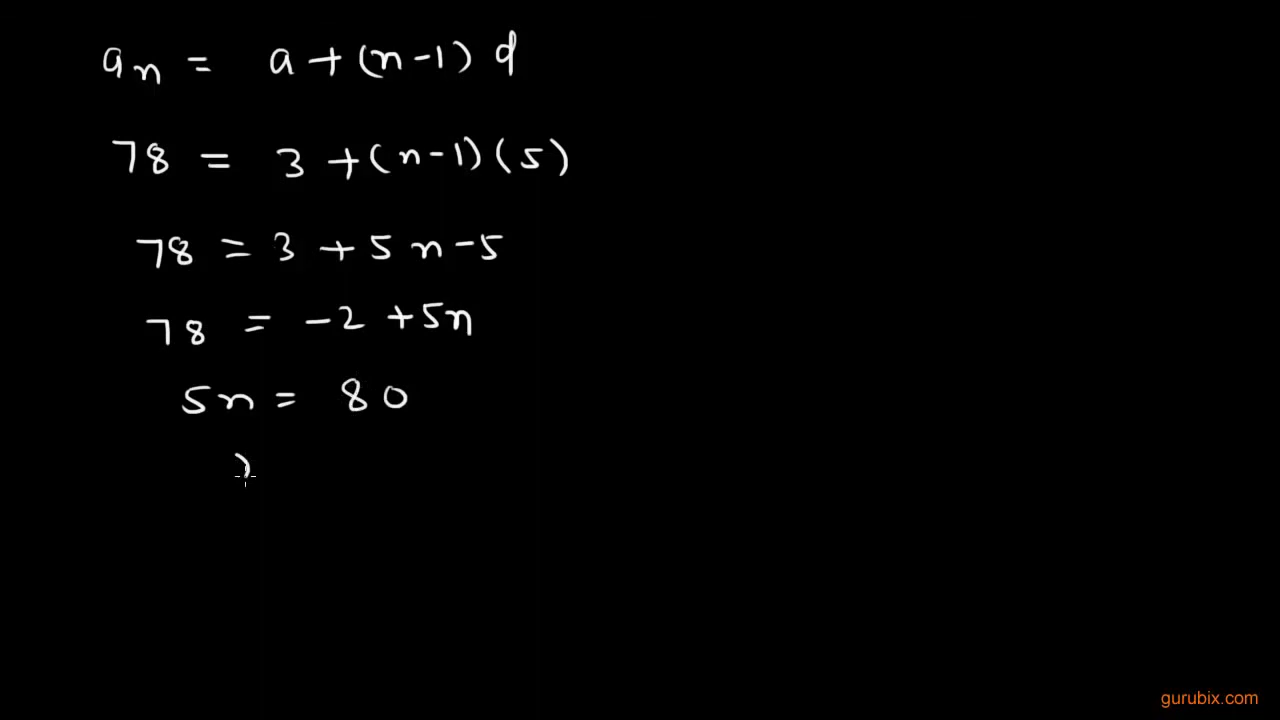 an = a + (n-1) d
78 = 3 + (n-1) (5)
78 = 3 + 5n - 5
78 = -2 + 5n
5n = 80
gurubix.com